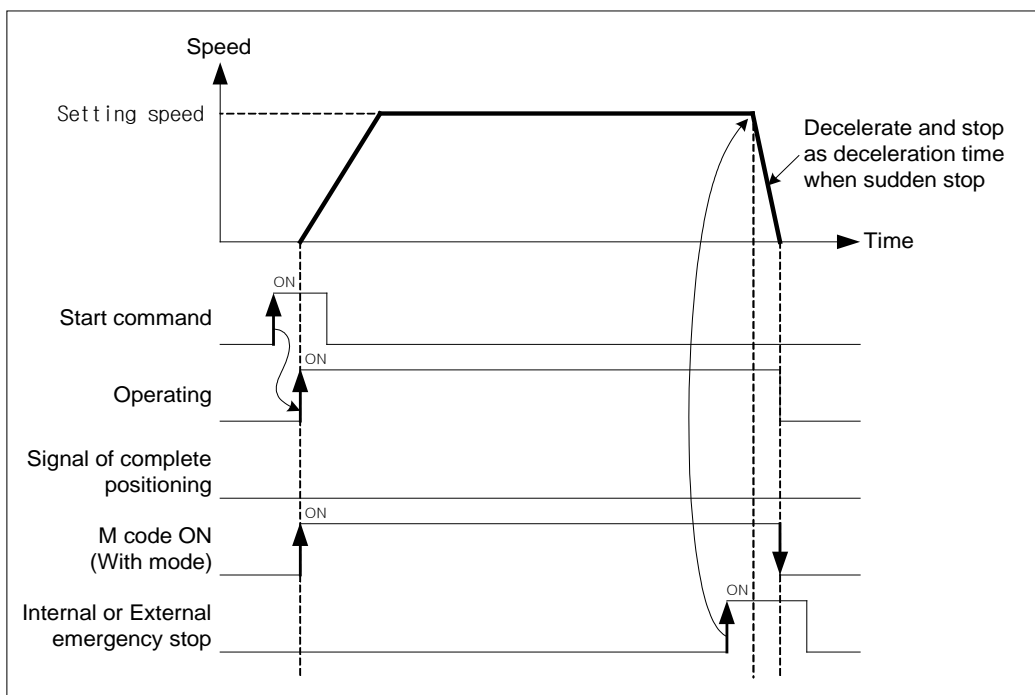 Speed
Setting speed
Decelerate and stop
as deceleration time
when sudden stop
Time
ON
Start command
ON
Operating
Signal of complete
positioning
ON
M code ON
(With mode)
ON
Internal or External
emergency stop